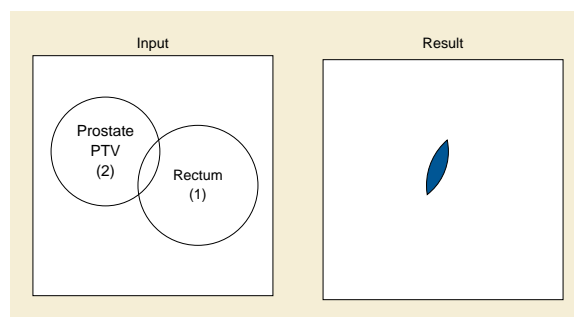 Input
Result
Prostate
PTV
(2)
Rectum
(1)